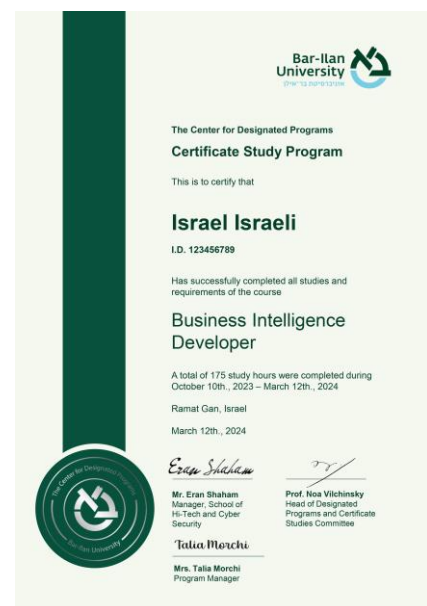 Bar-Ilan
University
אוניברסיטת בר-אילן
The Center for Designated Programs
Certificate Study Program
This is to certify that
Israel Israeli
I.D. 123456789
Has successfully completed all studies and
requirements of the course
Business Intelligence
Developer
A total of 175 study hours were completed during
October 10th., 2023 – March 12th., 2024
Ramat Gan, Israel
March 12th., 2024
Eran Shaham
Mr. Eran Shaham
Manager, School of
Hi-Tech and Cyber
Security
Prof. Noa Vilchinsky
Head of Designated
Programs and Certificate
Studies Committee
Talia Morchi
Mrs. Talia Morchi
Program Manager
The Center for Designated Programs
Bar-Ilan University